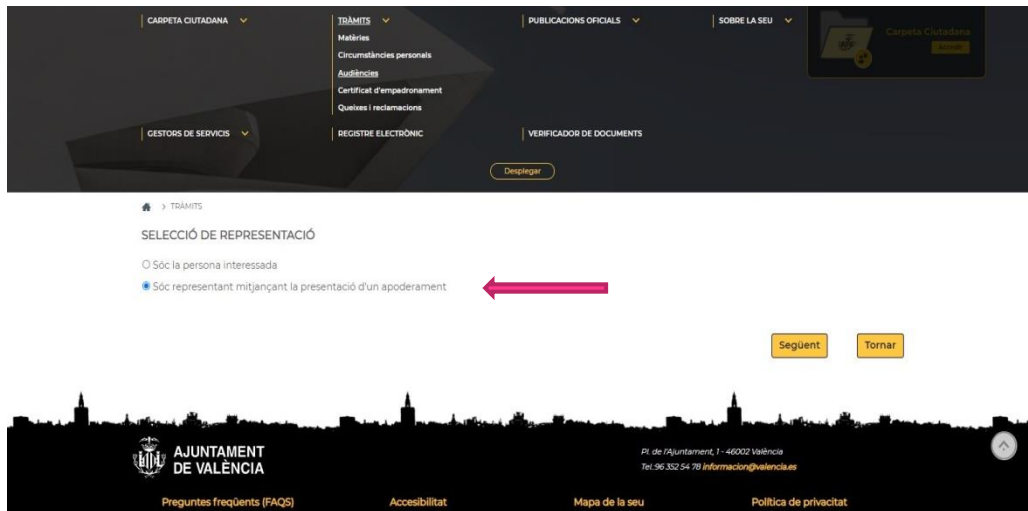 CARPETA CIUTADANA
TRÀMITS
PUBLICACIONS OFICIALS
SOBRE LA SEU
Matèries
Circumstàncies personals
Audiències
Certificat d'empadronament
Queixes i reclamacions
Carpeta Ciutadana
Accedir
GESTORS DE SERVICIS
REGISTRE ELECTRÒNIC
VERIFICADOR DE DOCUMENTS
Desplegar
> TRÀMITS
SELECCIÓ DE REPRESENTACIÓ
Sóc la persona interessada
Sóc representant mitjançant la presentació d'un apoderament
Següent
Tornar
AJUNTAMENT
DE VALÈNCIA
Pl. de l'Ajuntament, 1 - 46002 València
Tel.:96 352 54 78 informacion@valencia.es
Preguntes freqüents (FAQS)
Accesibilitat
Mapa de la seu
Política de privacitat